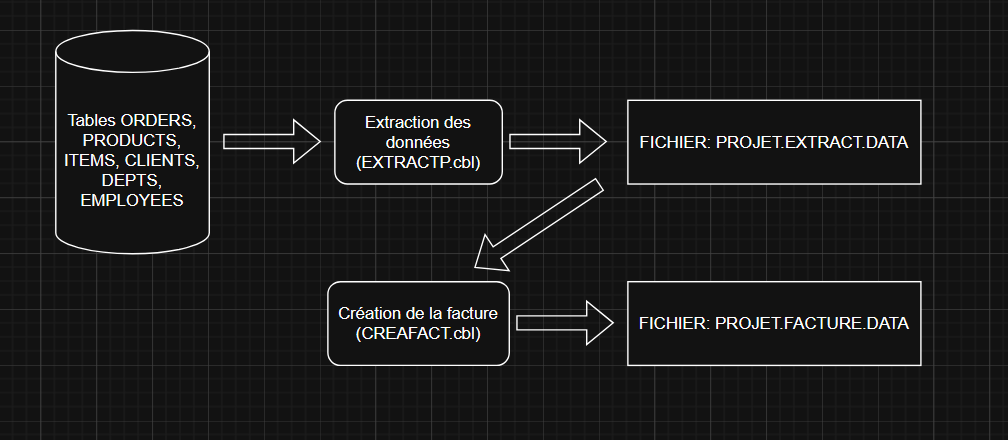 Tables ORDERS,
PRODUCTS,
ITEMS, CLIENTS,
DEPTS,
EMPLOYEES
Extraction des
données
(EXTRACTP.cbl)
FICHIER: PROJET.EXTRACT.DATA
Création de la facture
(CREAFACT.cbl)
FICHIER: PROJET.FACTURE.DATA